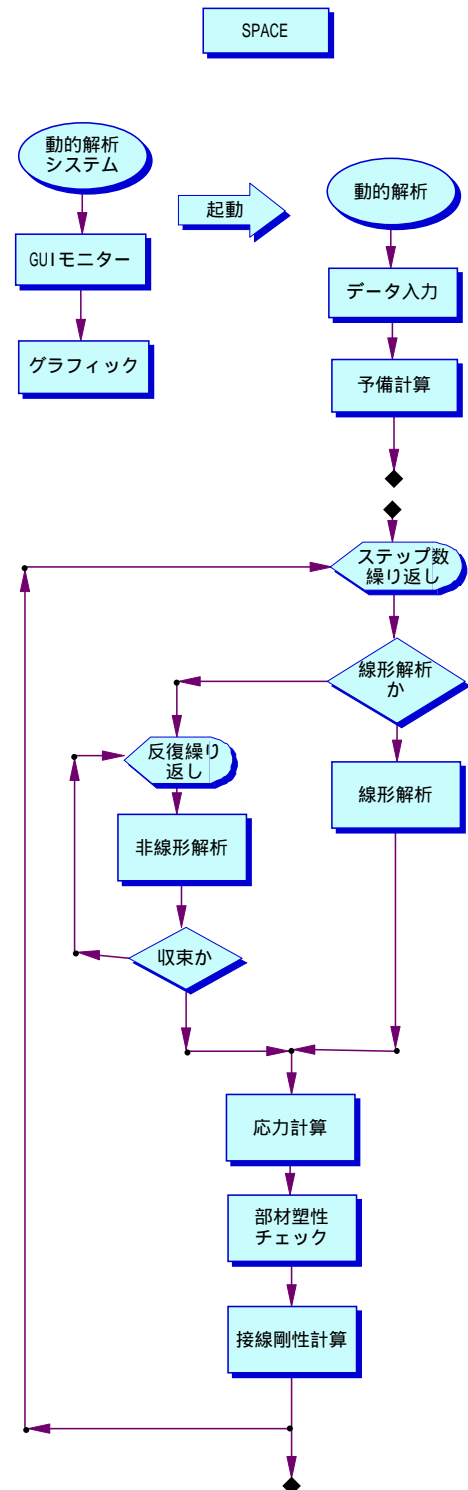 SPACE
動的解析
システム
起動
動的解析
GUIモニター
データ入力
グラフィック
予備計算
ステップ数
繰り返し
線形解析
か
反復繰り
返し
線形解析
非線形解析
収束か
応力計算
部材塑性
チェック
接線剛性計算